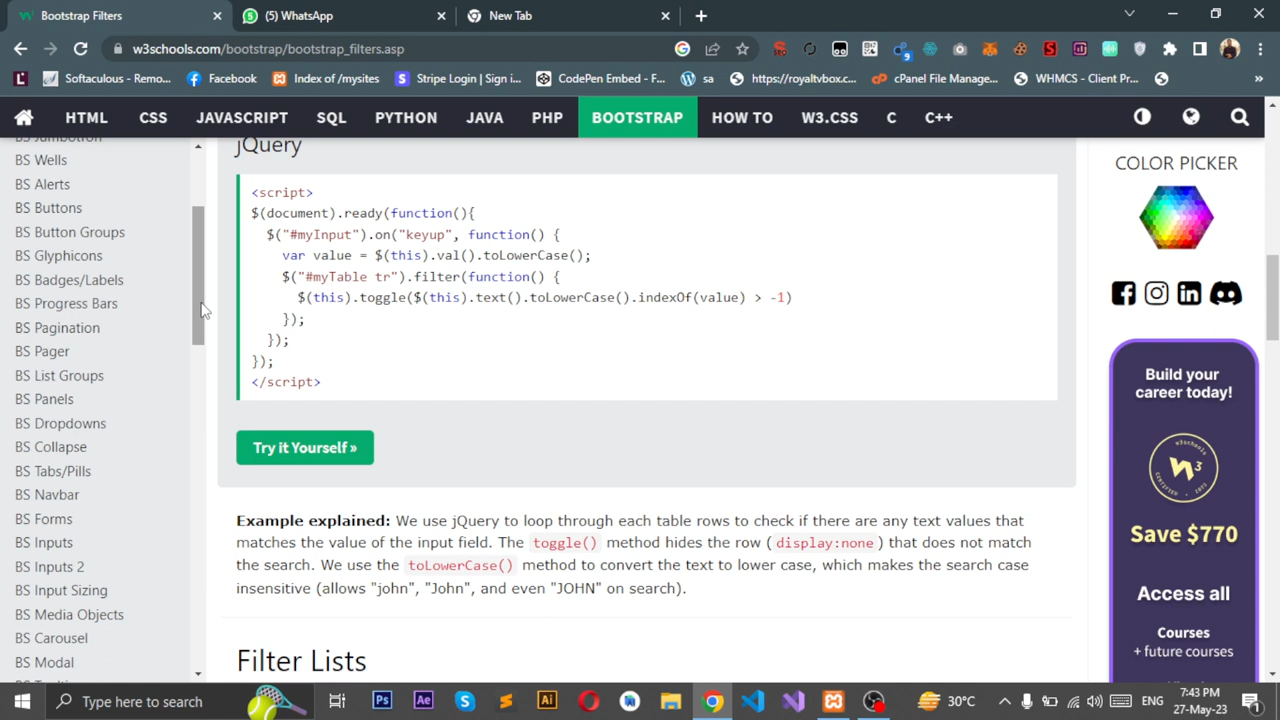 Bootstrap Filters
(5) WhatsApp
New Tab
w3schools.com/bootstrap/bootstrap_filters.asp
9
Softaculous - Remo...
Facebook
Index of /mysites
Stripe Login | Sign i...
CodePen Embed - F...
sa
https://royaltvbox.c...
cPanel File Manage...
WHMCS - Client Pr...
»
HTML
CSS
JAVASCRIPT
SQL
PYTHON
JAVA
PHP
BOOTSTRAP
HOW TO
W3.CSS
C
C++
BS Jumbotron
BS Wells
BS Alerts
BS Buttons
BS Button Groups
BS Glyphicons
BS Badges/Labels
BS Progress Bars
BS Pagination
BS Pager
BS List Groups
BS Panels
BS Dropdowns
BS Collapse
BS Tabs/Pills
BS Navbar
BS Forms
BS Inputs
BS Inputs 2
BS Input Sizing
BS Media Objects
BS Carousel
BS Modal
jQuery
<script>
$(document).ready(function(){
$("#myInput").on("keyup", function() {
var value = $(this).val().toLowerCase();
$("#myTable tr").filter(function() {
$(this).toggle($(this).text().toLowerCase().indexOf(value) > -1)
});
});
});
</script>
Try it Yourself »
Example explained: We use jQuery to loop through each table rows to check if there are any text values that
matches the value of the input field. The toggle() method hides the row (display:none) that does not match
the search. We use the toLowerCase() method to convert the text to lower case, which makes the search case
insensitive (allows "john", "John", and even "JOHN" on search).
Filter Lists
COLOR PICKER
Build your
career today!
Save $770
Access all
Courses
+ future courses
Type here to search
30°C
ENG
7:43 PM
27-May-23